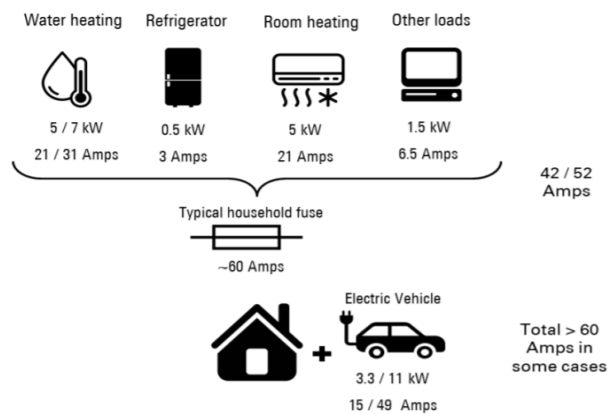 Water heating
Refrigerator
Room heating
Other loads
5 / 7 kW
0.5 kW
5 kW
1.5 kW
21 / 31 Amps
3 Amps
21 Amps
6.5 Amps
42 / 52
Amps
Typical household fuse
~60 Amps
Electric Vehicle
3.3 / 11 kW
15 / 49 Amps
Total > 60
Amps in
some cases